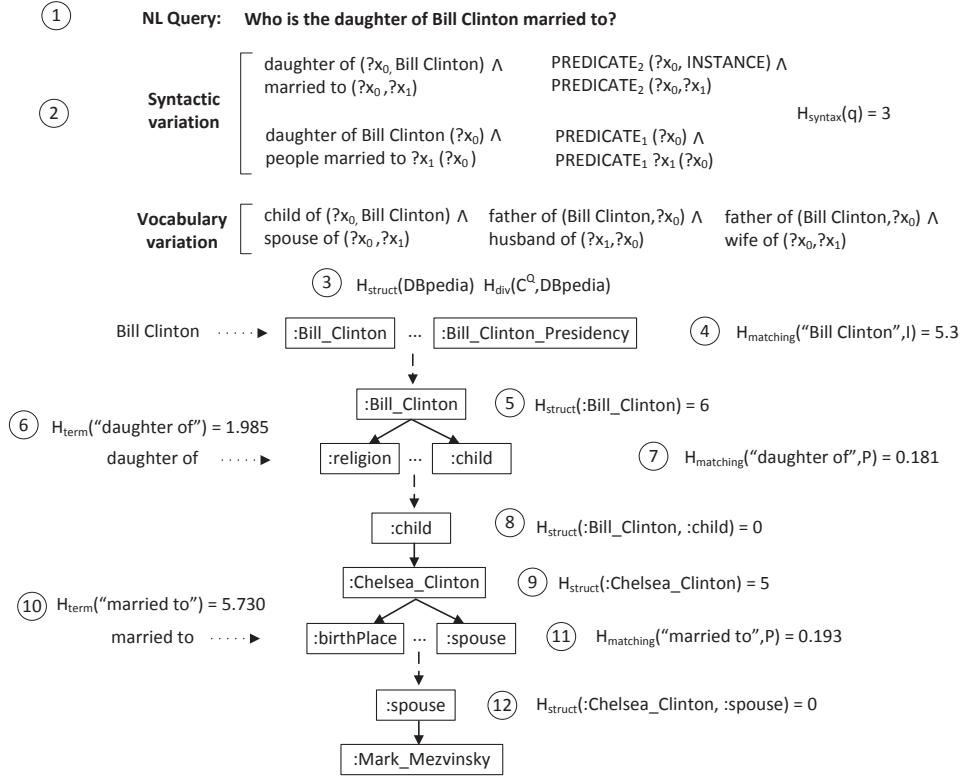 1 NL Query: Who is the daughter of Bill Clinton married to?
daughter of (?x0, Bill Clinton) Λ PREDICATE2 (?x0, INSTANCE) Λ
married to (?x0 ,?x1) PREDICATE2 (?x0,?x1)
2 Syntactic variation Hsyntax(q) = 3
daughter of Bill Clinton (?x0) Λ PREDICATE1 (?x0) Λ
people married to ?x1 (?x0 ) PREDICATE1 ?x1 (?x0)
Vocabulary variation
child of (?x0, Bill Clinton) Λ father of (Bill Clinton,?x0) Λ father of (Bill Clinton,?x0) Λ
spouse of (?x0 ,?x1) husband of (?x1,?x0) wife of (?x0,?x1)
3 Hstruct(DBpedia) Hdiv(C^Q,DBpedia)
Bill Clinton :Bill_Clinton ... :Bill_Clinton_Presidency 4 Hmatching(“Bill Clinton”,I) = 5.3
:Bill_Clinton 5 Hstruct(:Bill_Clinton) = 6
6 Hterm(“daughter of”) = 1.985
daughter of :religion ... :child 7 Hmatching(“daughter of”,P) = 0.181
:child 8 Hstruct(:Bill_Clinton, :child) = 0
:Chelsea_Clinton 9 Hstruct(:Chelsea_Clinton) = 5
10 Hterm(“married to”) = 5.730
married to :birthPlace ... :spouse 11 Hmatching(“married to”,P) = 0.193
:spouse 12 Hstruct(:Chelsea_Clinton, :spouse) = 0
:Mark_Mezvinsky